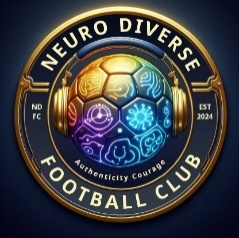 NEURO DIVERSE
ND
FC
EST
2024
Authenticity Courage
FOOTBALL CLUB